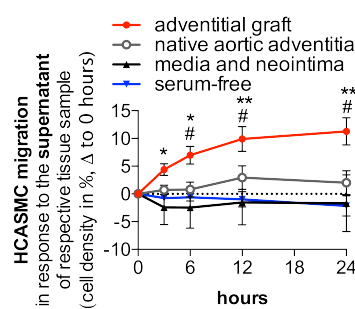 adventitial graft
native aortic adventitia
media and neointima
serum-free
HCASMC migration
in response to the supernatant
of respective tissue sample
(cell density in %, Δ to 0 hours)
15
10
5
0
-5
-10
*
*
#
**
#
**
#
0
6
12
24
hours